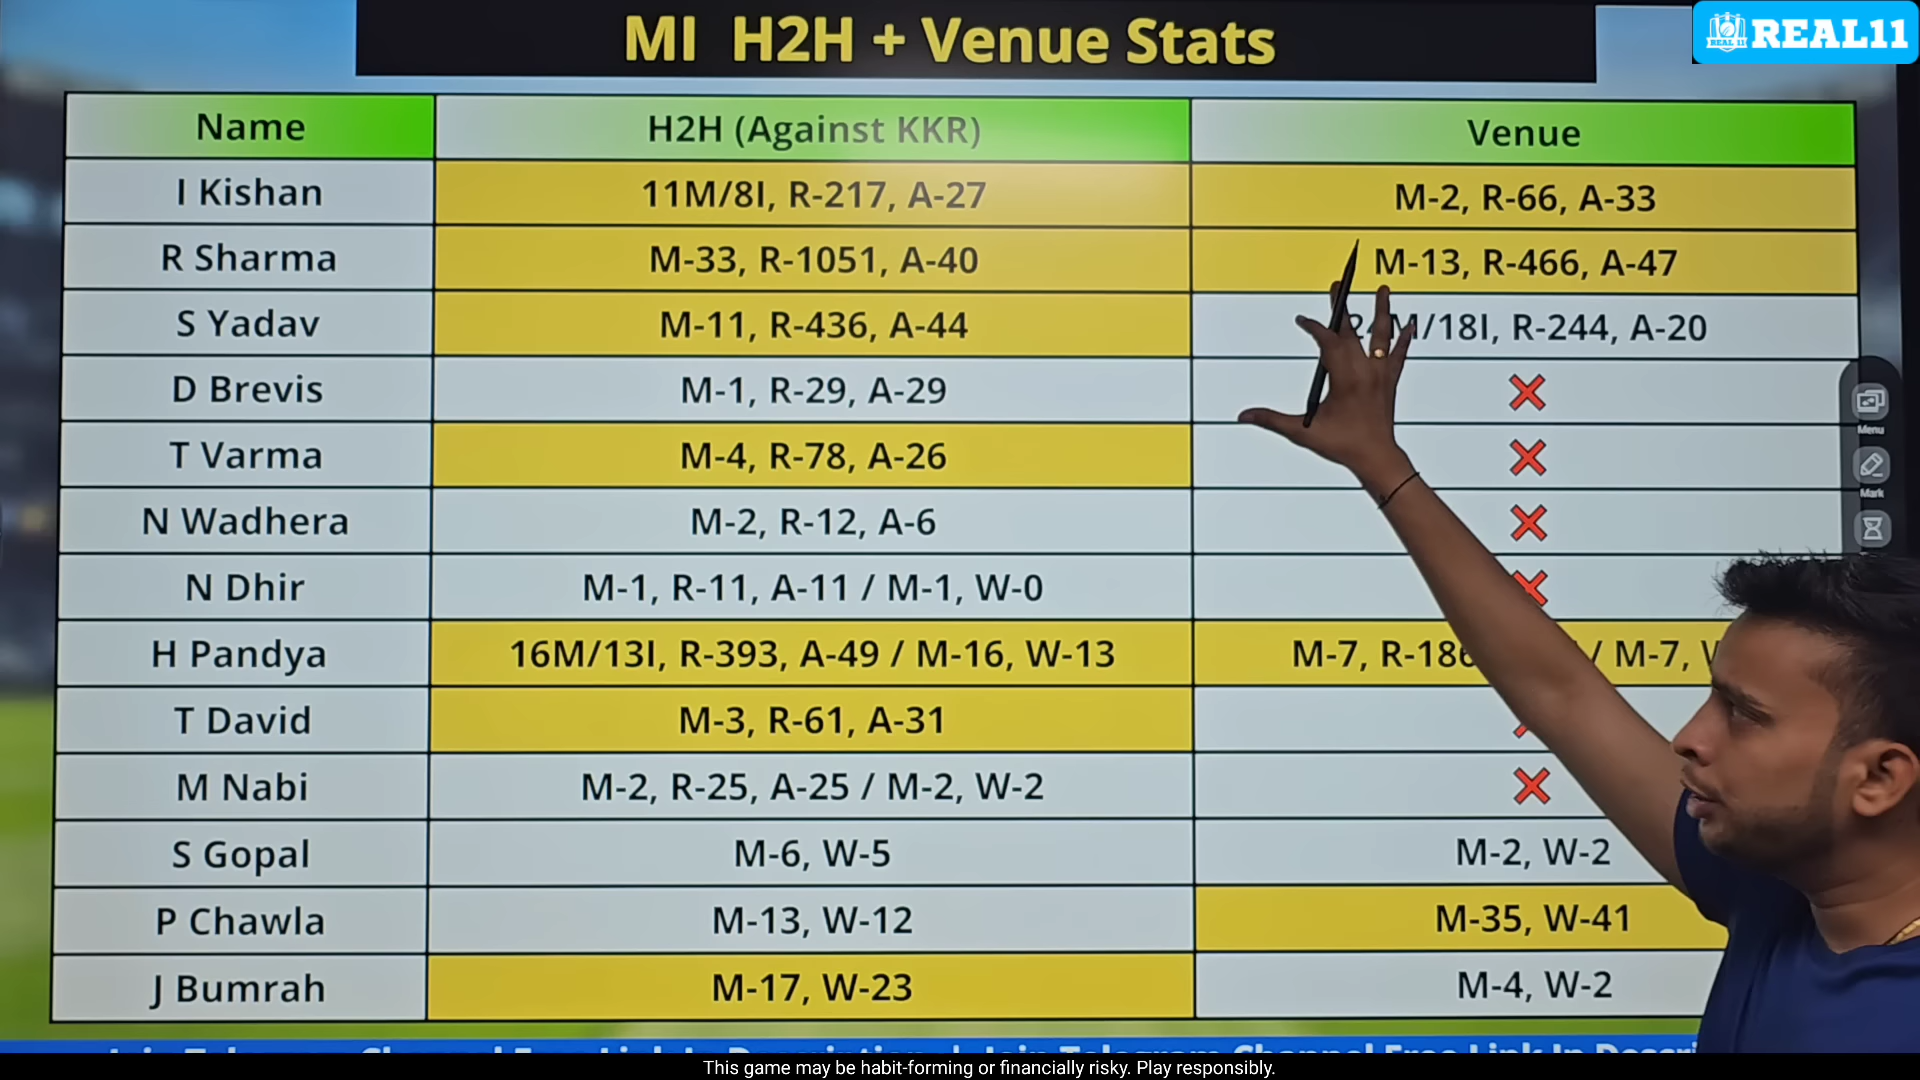 MI H2H + Venue Stats
REAL 11
REAL11
Name H2H (Against KKR) Venue
I Kishan 11M/8I, R-217, A-27 M-2, R-66, A-33
R Sharma M-33, R-1051, A-40 M-13, R-466, A-47
S Yadav M-11, R-436, A-44 24M/18I, R-244, A-20
D Brevis M-1, R-29, A-29
Menu
T Varma M-4, R-78, A-26
Mark
N Wadhera M-2, R-12, A-6
N Dhir M-1, R-11, A-11 / M-1, W-0
H Pandya 16M/13I, R-393, A-49 / M-16, W-13 M-7, R-186 / M-7,
T David M-3, R-61, A-31
M Nabi M-2, R-25, A-25 / M-2, W-2
S Gopal M-6, W-5 M-2, W-2
P Chawla M-13, W-12 M-35, W-41
J Bumrah M-17, W-23 M-4, W-2
This game may be habit-forming or financially risky. Play responsibly.